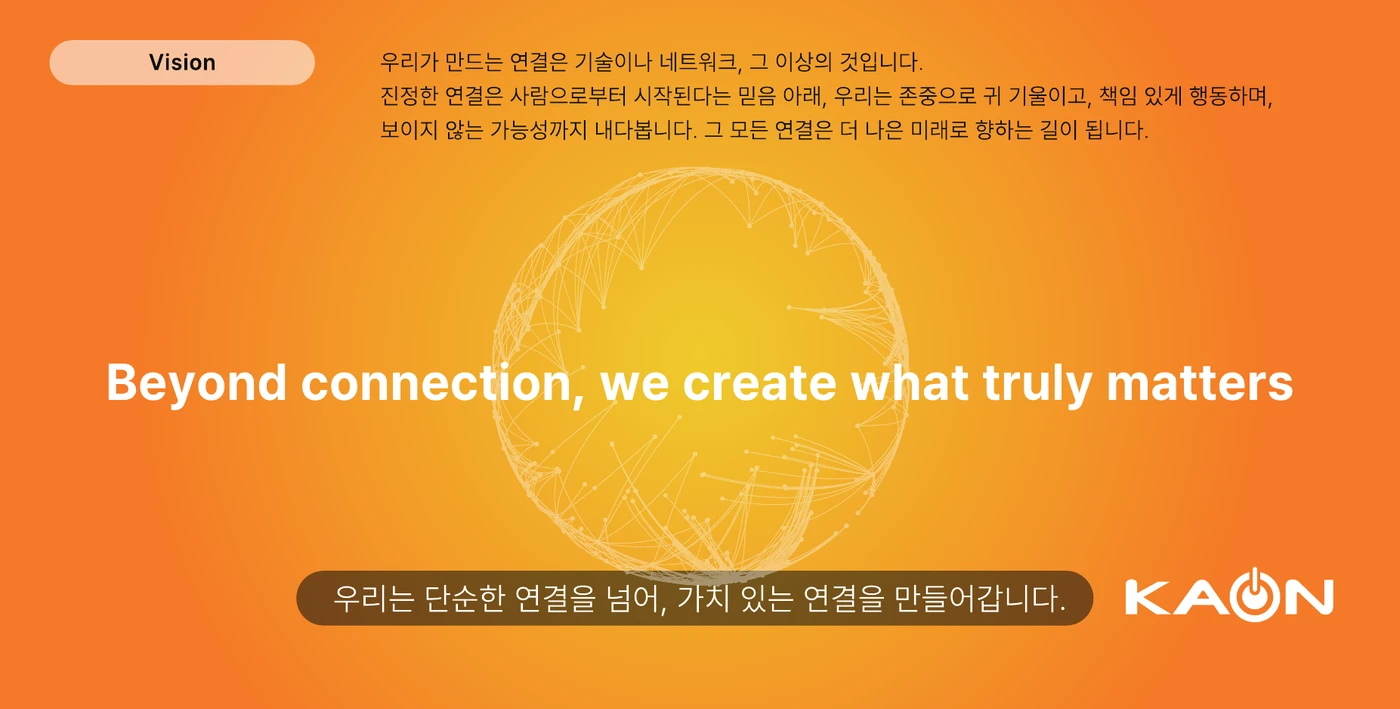 Vision
우리가 만드는 연결은 기술이나 네트워크, 그 이상의 것입니다.
진정한 연결은 사람으로부터 시작된다는 믿음 아래, 우리는 존중으로 귀 기울이고, 책임 있게 행동하며,
보이지 않는 가능성까지 내다봅니다. 그 모든 연결은 더 나은 미래로 향하는 길이 됩니다.
Beyond connection, we create what truly matters
우리는 단순한 연결을 넘어, 가치 있는 연결을 만들어갑니다.
KAON